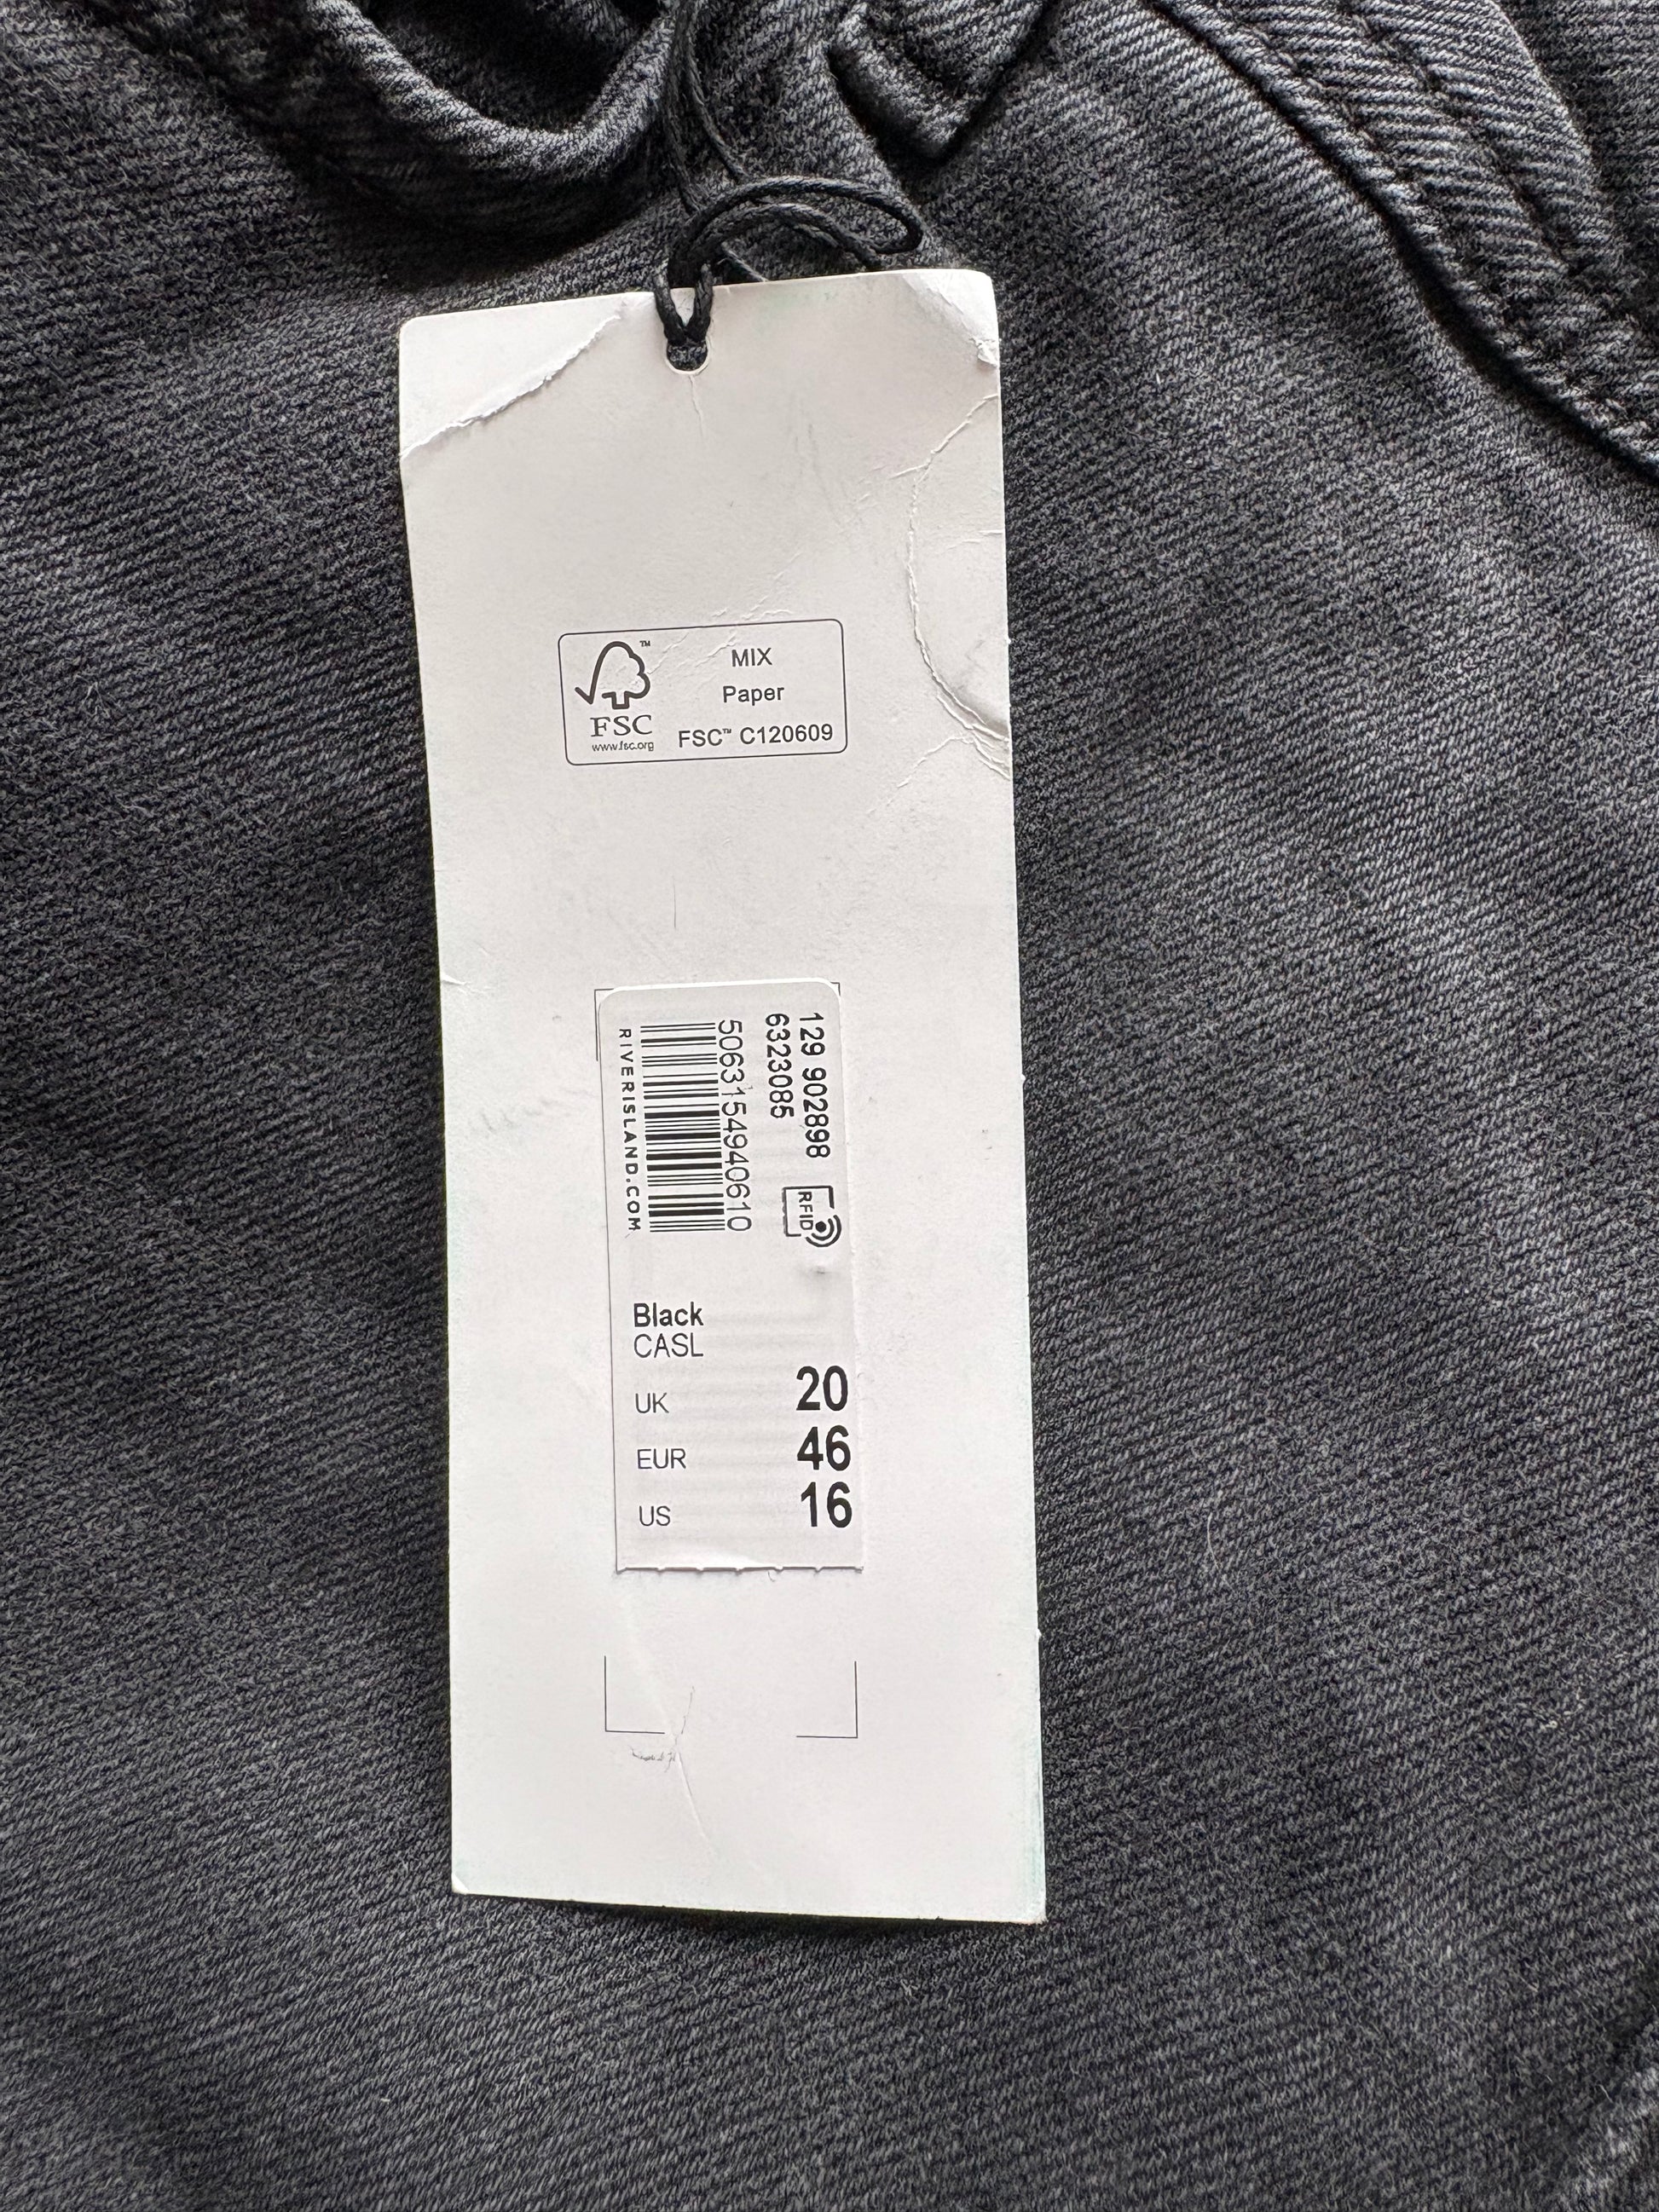 ™
FSC
www.fsc.org
MIX
Paper
FSC™ C120609
129 902898
6323085
RFID
5063154940610
RIVERISLAND.COM
Black
CASL
UK 20
EUR 46
US 16